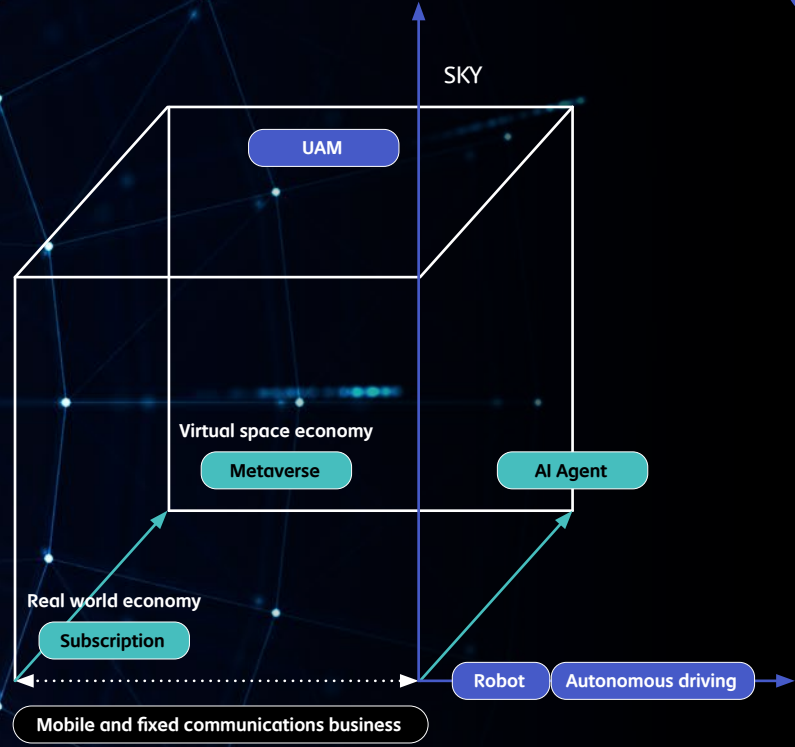 SKY
UAM
Virtual space economy
Metaverse
AI Agent
Real world economy
Subscription
Robot
Autonomous driving
Mobile and fixed communications business